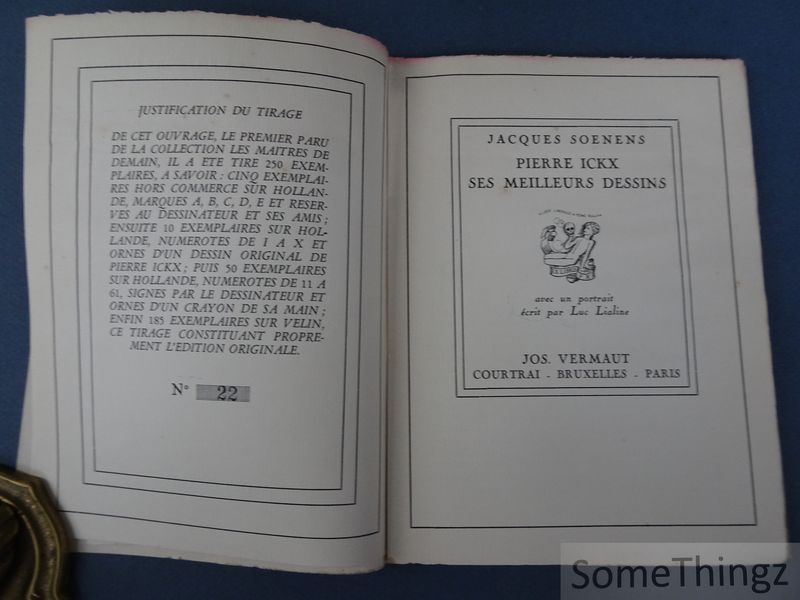 JUSTIFICATION DU TIRAGE
DE CET OUVRAGE, LE PREMIER PARU
DE LA COLLECTION LES MAITRES DE
DEMAIN, IL A ETE TIRE 250 EXEM-
PLAIRES, A SAVOIR : CINQ EXEMPLAI-
RES HORS COMMERCE SUR HOLLAN-
DE, MARQUES A, B, C, D, E ET RESER-
VES AU DESSINATEUR ET SES AMIS ;
ENSUITE 10 EXEMPLAIRES SUR HOL-
LANDE, NUMEROTES DE I A X ET
ORNES D'UN DESSIN ORIGINAL DE
PIERRE ICKX ; PUIS 50 EXEMPLAIRES
SUR HOLLANDE, NUMEROTES DE 11 A
61, SIGNES PAR LE DESSINATEUR ET
ORNES D'UN CRAYON DE SA MAIN ;
ENFIN 185 EXEMPLAIRES SUR VELIN,
CE TIRAGE CONSTITUANT PROPRE-
MENT L'EDITION ORIGINALE.
N° 22
JACQUES SOENENS
PIERRE ICKX
SES MEILLEURS DESSINS
avec un portrait
écrit par Luc Lialine
JOS. VERMAUT
COURTRAI - BRUXELLES - PARIS
SomeThingz